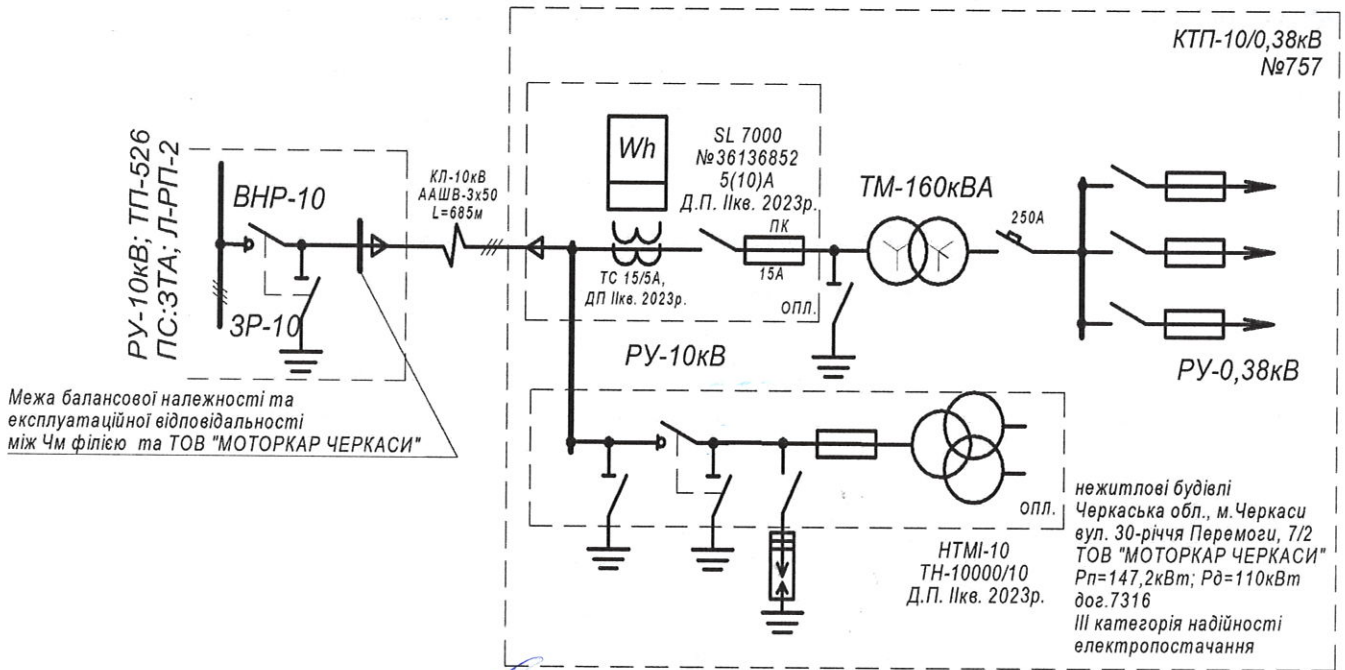 КТП-10/0,38кВ
№757
РУ-10кВ; ТП-526
ПС:ЗТА; Л-РП-2
ВНР-10
ЗР-10
КЛ-10кВ
ААШВ-3х50
L=685м
Wh
SL 7000
№36136852
5(10)А
Д.П. ІІкв. 2023р.
ТС 15/5А,
ДП ІІкв. 2023р.
ПК
15А
ОПЛ.
ТМ-160кВА
250А
РУ-0,38кВ
РУ-10кВ
Межа балансової належності та
експлуатаційної відповідальності
між Чм філією та ТОВ "МОТОРКАР ЧЕРКАСИ"
ОПЛ.
НТМІ-10
ТН-10000/10
Д.П. ІІкв. 2023р.
нежитлові будівлі
Черкаська обл., м.Черкаси
вул. 30-річчя Перемоги, 7/2
ТОВ "МОТОРКАР ЧЕРКАСИ"
Рп=147,2кВт; Рд=110кВт
дог.7316
ІІІ категорія надійності
електропостачання